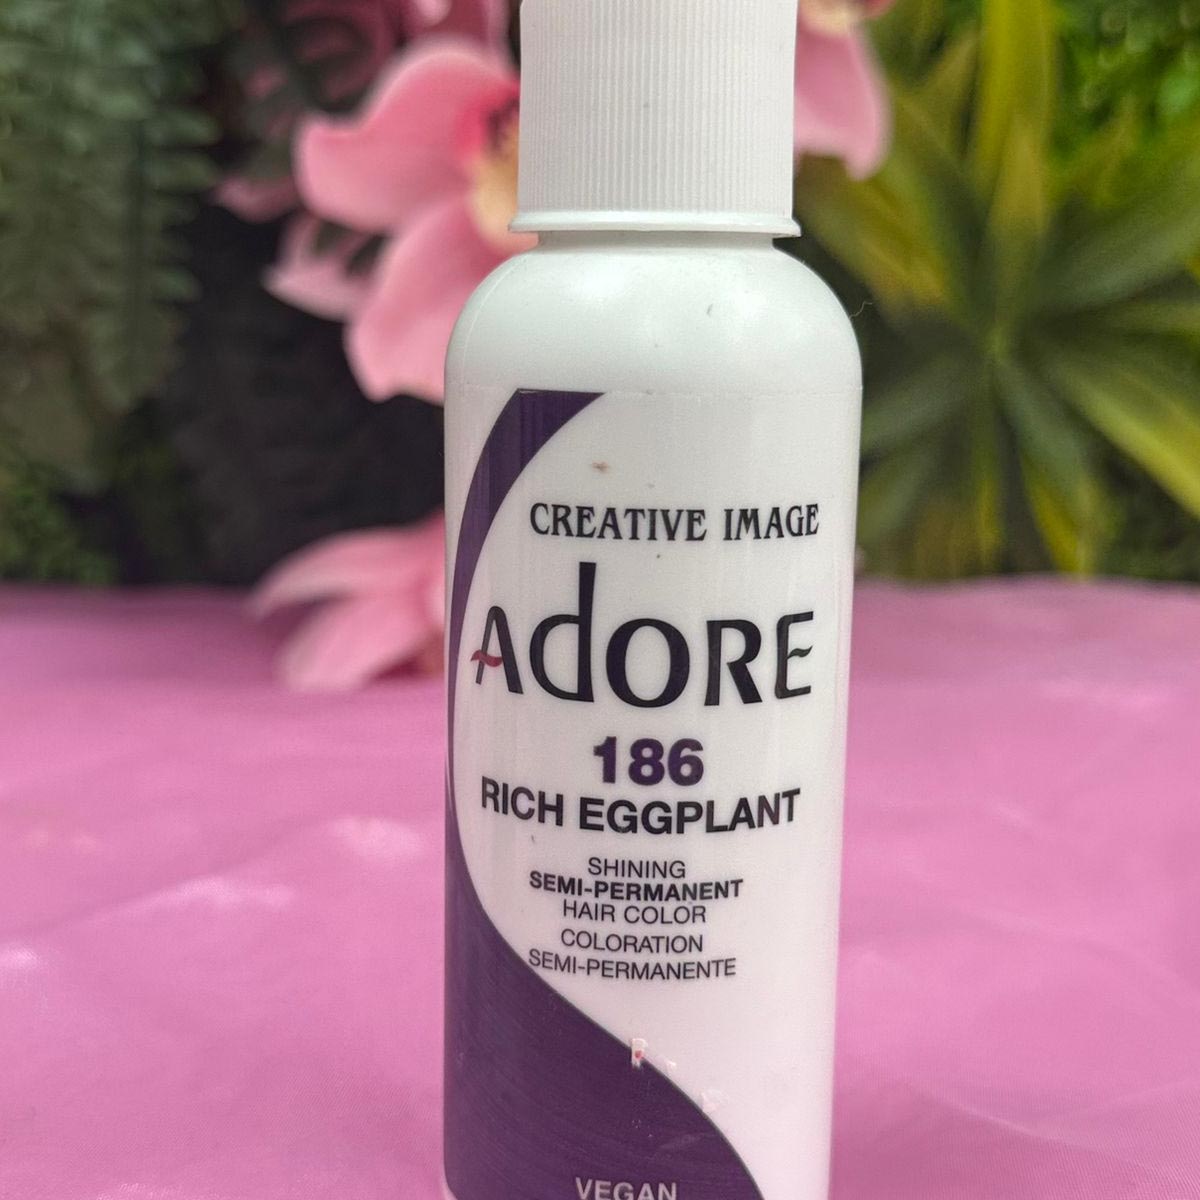 CREATIVE IMAGE
AdORE
186
RICH EGGPLANT
SHINING
SEMI-PERMANENT
HAIR COLOR
COLORATION
SEMI-PERMANENTE
VEGAN